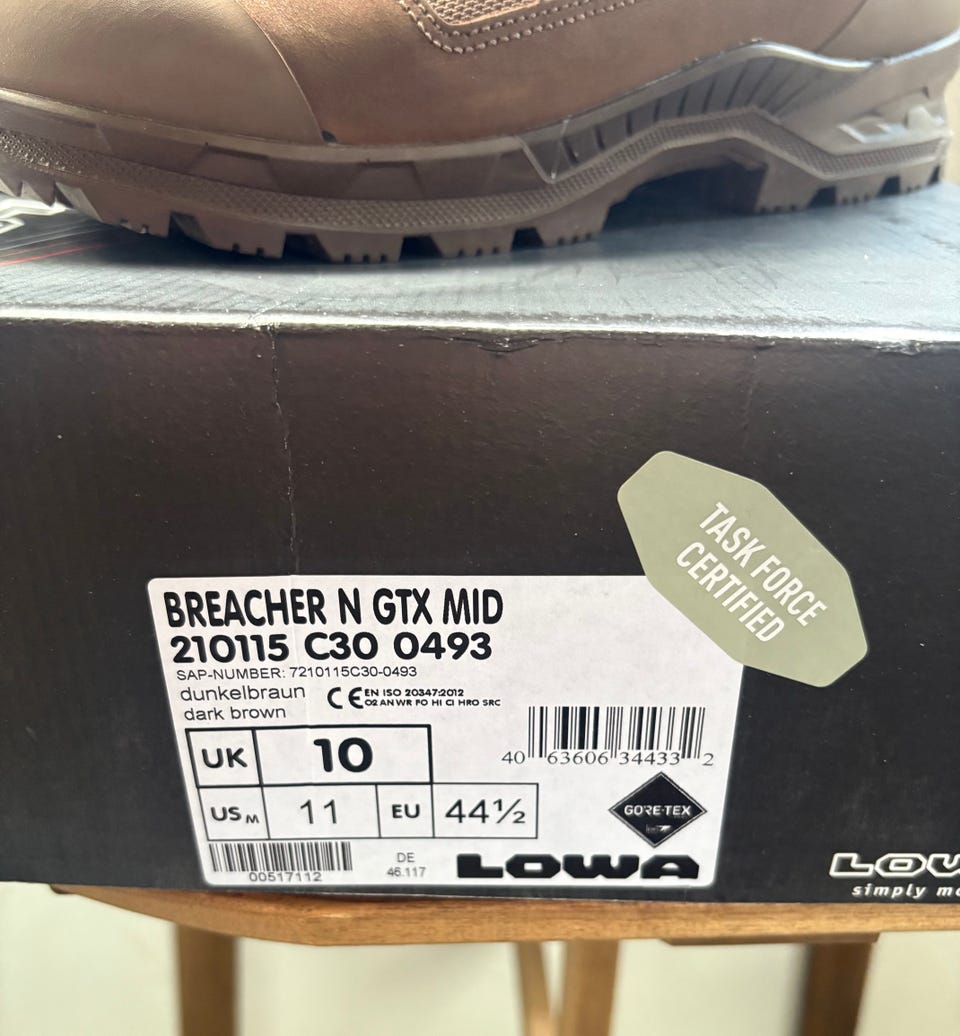 TASK FORCE
CERTIFIED
BREACHER N GTX MID
210115 C30 0493
SAP-NUMBER: 7210115C30-0493
dunkelbraun
dark brown
CE EN ISO 20347:2012
O2 AN WR FO HI CI HRO SRC
UK 10
40 63606 34433 2
US M 11 EU 44½
GORE-TEX
00517112
DE
46.117
LOWA
LOW
simply